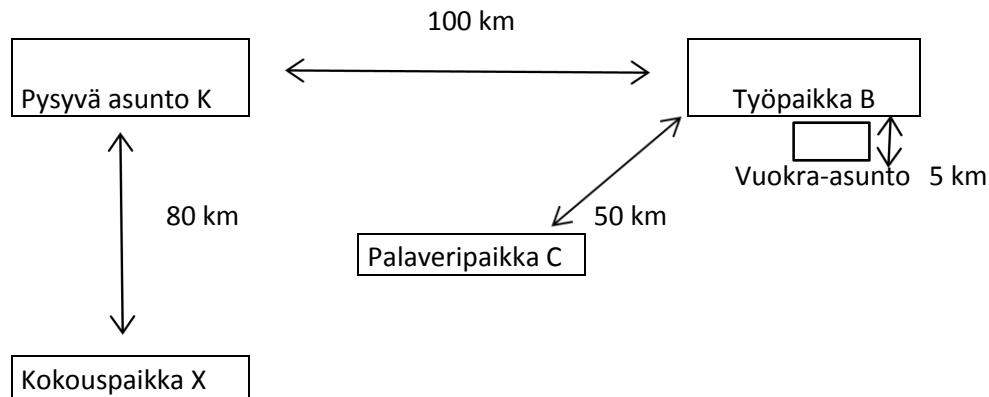 100 km
Pysyvä asunto K
Työpaikka B
Vuokra-asunto 5 km
80 km
50 km
Palaveripaikka C
Kokouspaikka X